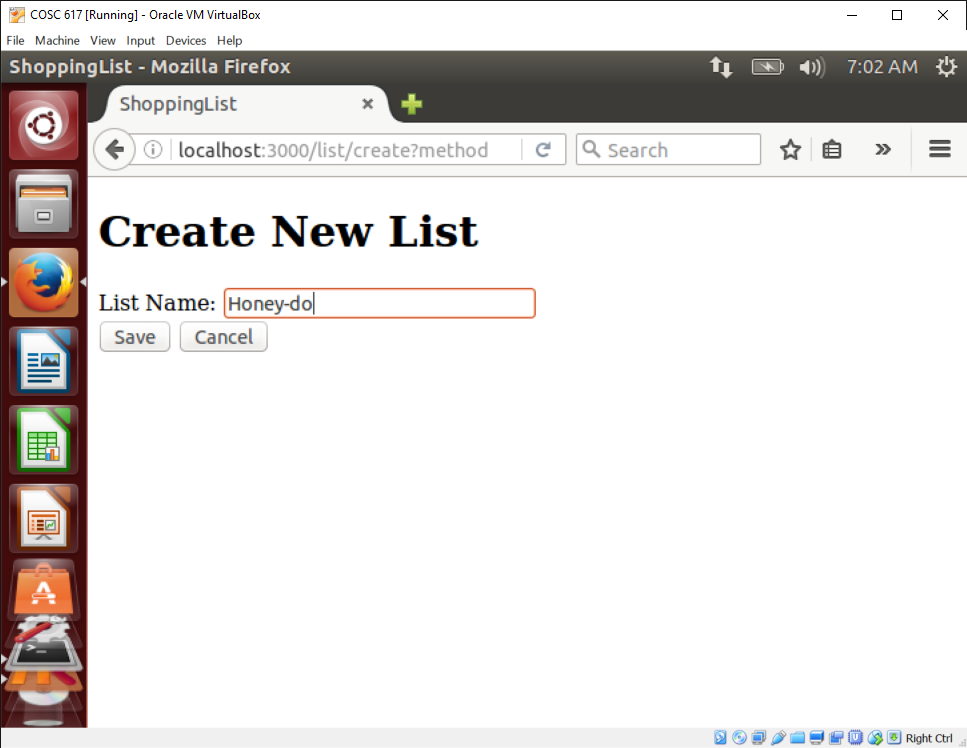 COSC 617 [Running] - Oracle VM VirtualBox
File Machine View Input Devices Help
ShoppingList - Mozilla Firefox 7:02 AM
ShoppingList
localhost:3000/list/create?method Search
Create New List
List Name: Honey-do
Save Cancel
Right Ctrl